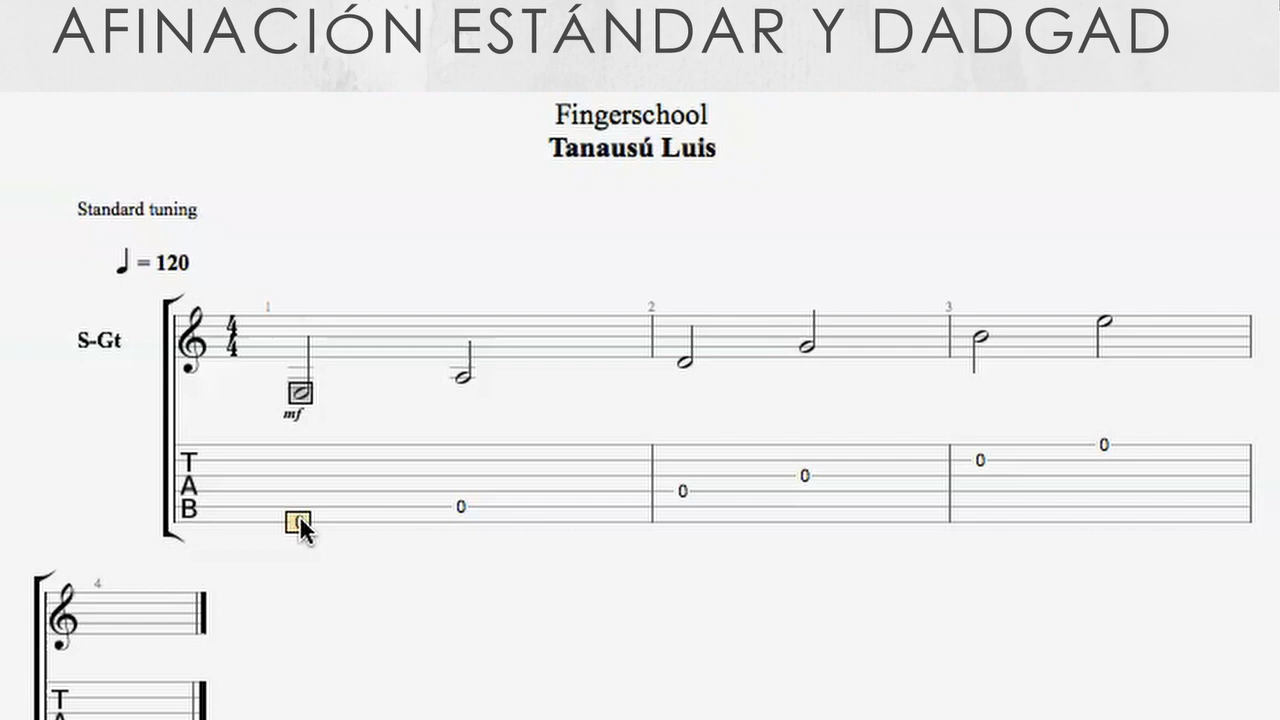 AFINACIÓN ESTÁNDAR Y DADGAD
Fingerschool
Tanausú Luis
Standard tuning
♩ = 120
S-Gt
4
4
1 2 3
mf
T
A
B
0 0 0 0 0
4
T
A